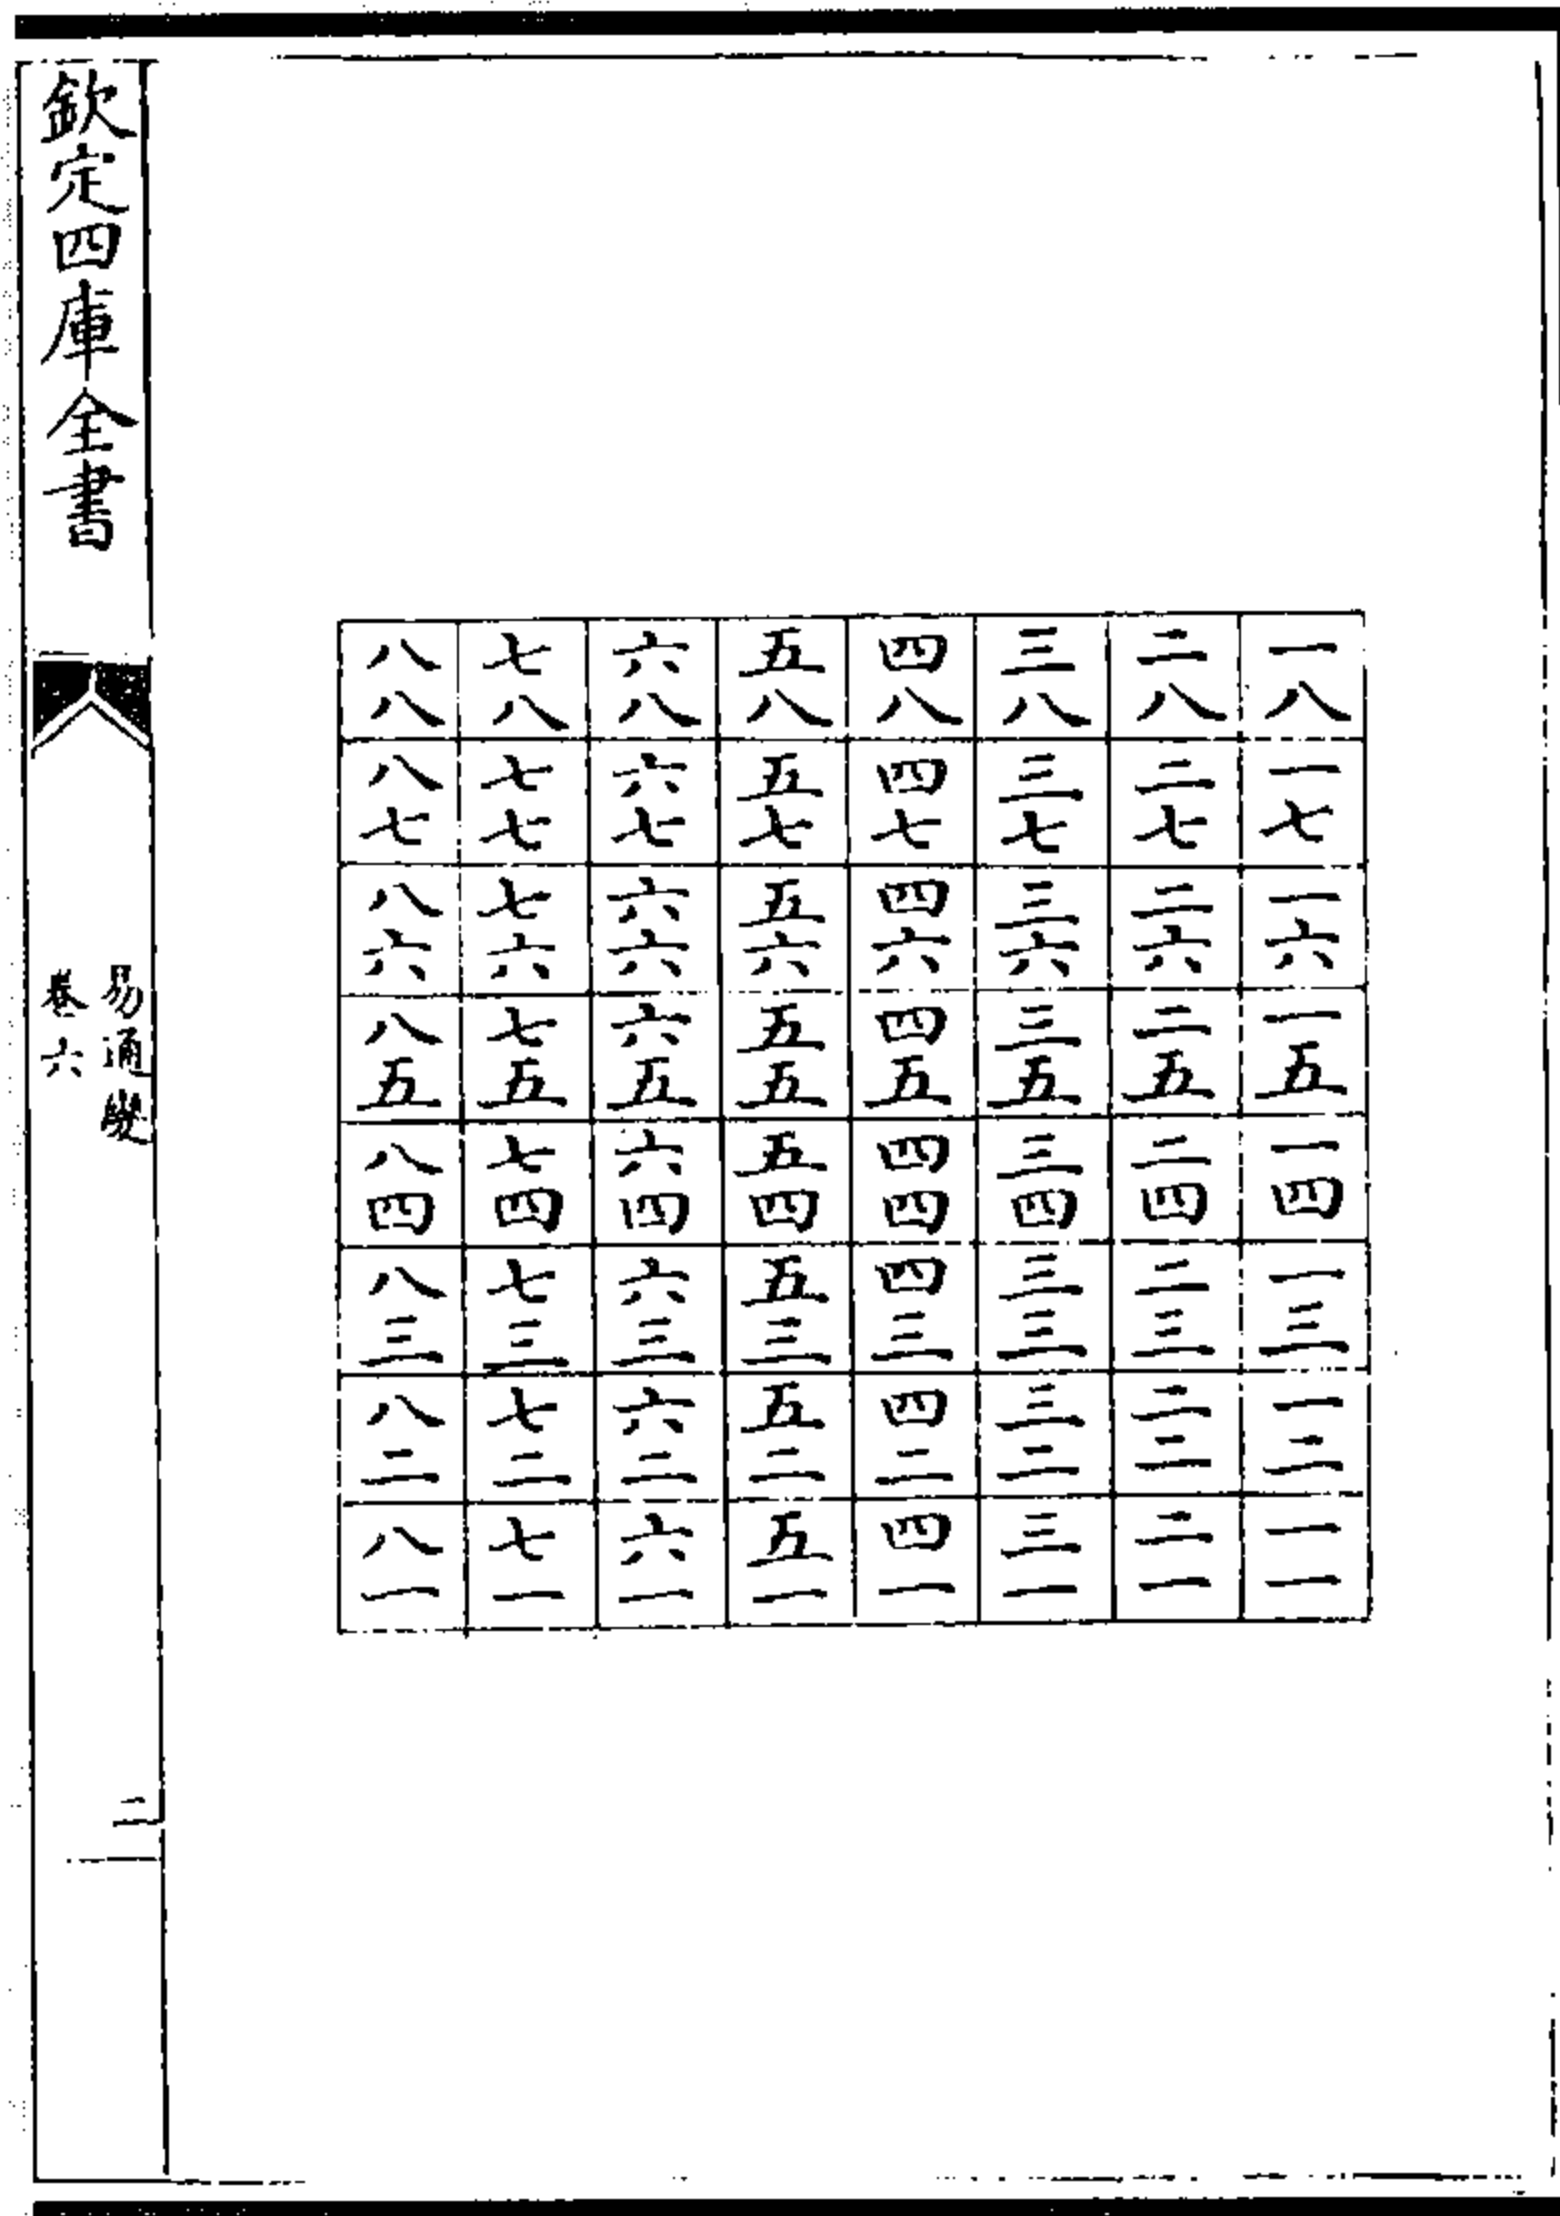 一八 一七 一六 一五 一四 一三 一二 一一
二八 二七 二六 二五 二四 二三 二二 二一
三八 三七 三六 三五 三四 三三 三二 三一
四八 四七 四六 四五 四四 四三 四二 四一
五八 五七 五六 五五 五四 五三 五二 五一
六八 六七 六六 六五 六四 六三 六二 六一
七八 七七 七六 七五 七四 七三 七二 七一
八八 八七 八六 八五 八四 八三 八二 八一
欽定四庫全書
易通變
卷六
二